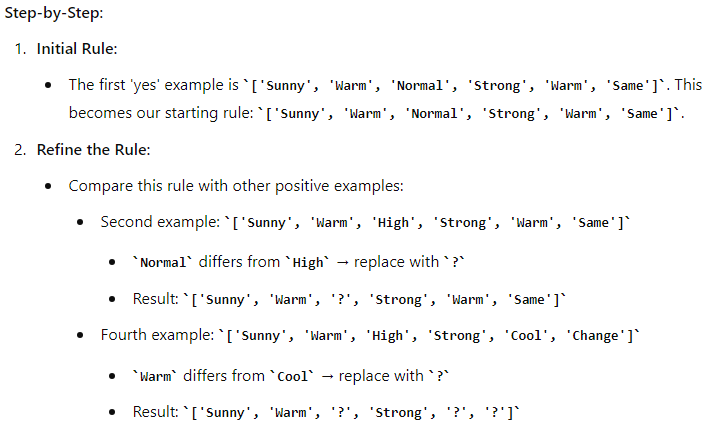 Step-by-Step:
1. Initial Rule:
• The first 'yes' example is `['Sunny', 'Warm', 'Normal', 'Strong', 'Warm', 'Same']`. This
becomes our starting rule: `['Sunny', 'Warm', 'Normal', 'Strong', 'Warm', 'Same']`.
2. Refine the Rule:
• Compare this rule with other positive examples:
• Second example: `['Sunny', 'Warm', 'High', 'Strong', 'Warm', 'Same']`
• `Normal` differs from `High` → replace with `?`
• Result: `['Sunny', 'Warm', '?', 'Strong', 'Warm', 'Same']`
• Fourth example: `['Sunny', 'Warm', 'High', 'Strong', 'Cool', 'Change']`
• `Warm` differs from `Cool` → replace with `?`
• Result: `['Sunny', 'Warm', '?', 'Strong', '?', '?']`